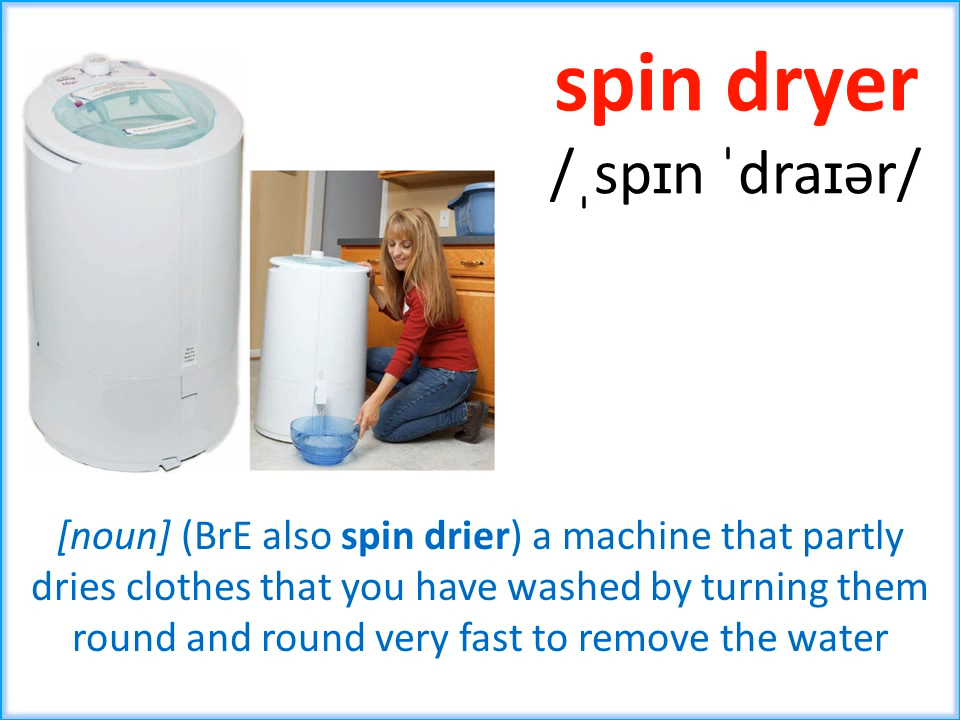 spin dryer
/ˌspɪn ˈdraɪər/
[noun] (BrE also spin drier) a machine that partly
dries clothes that you have washed by turning them
round and round very fast to remove the water